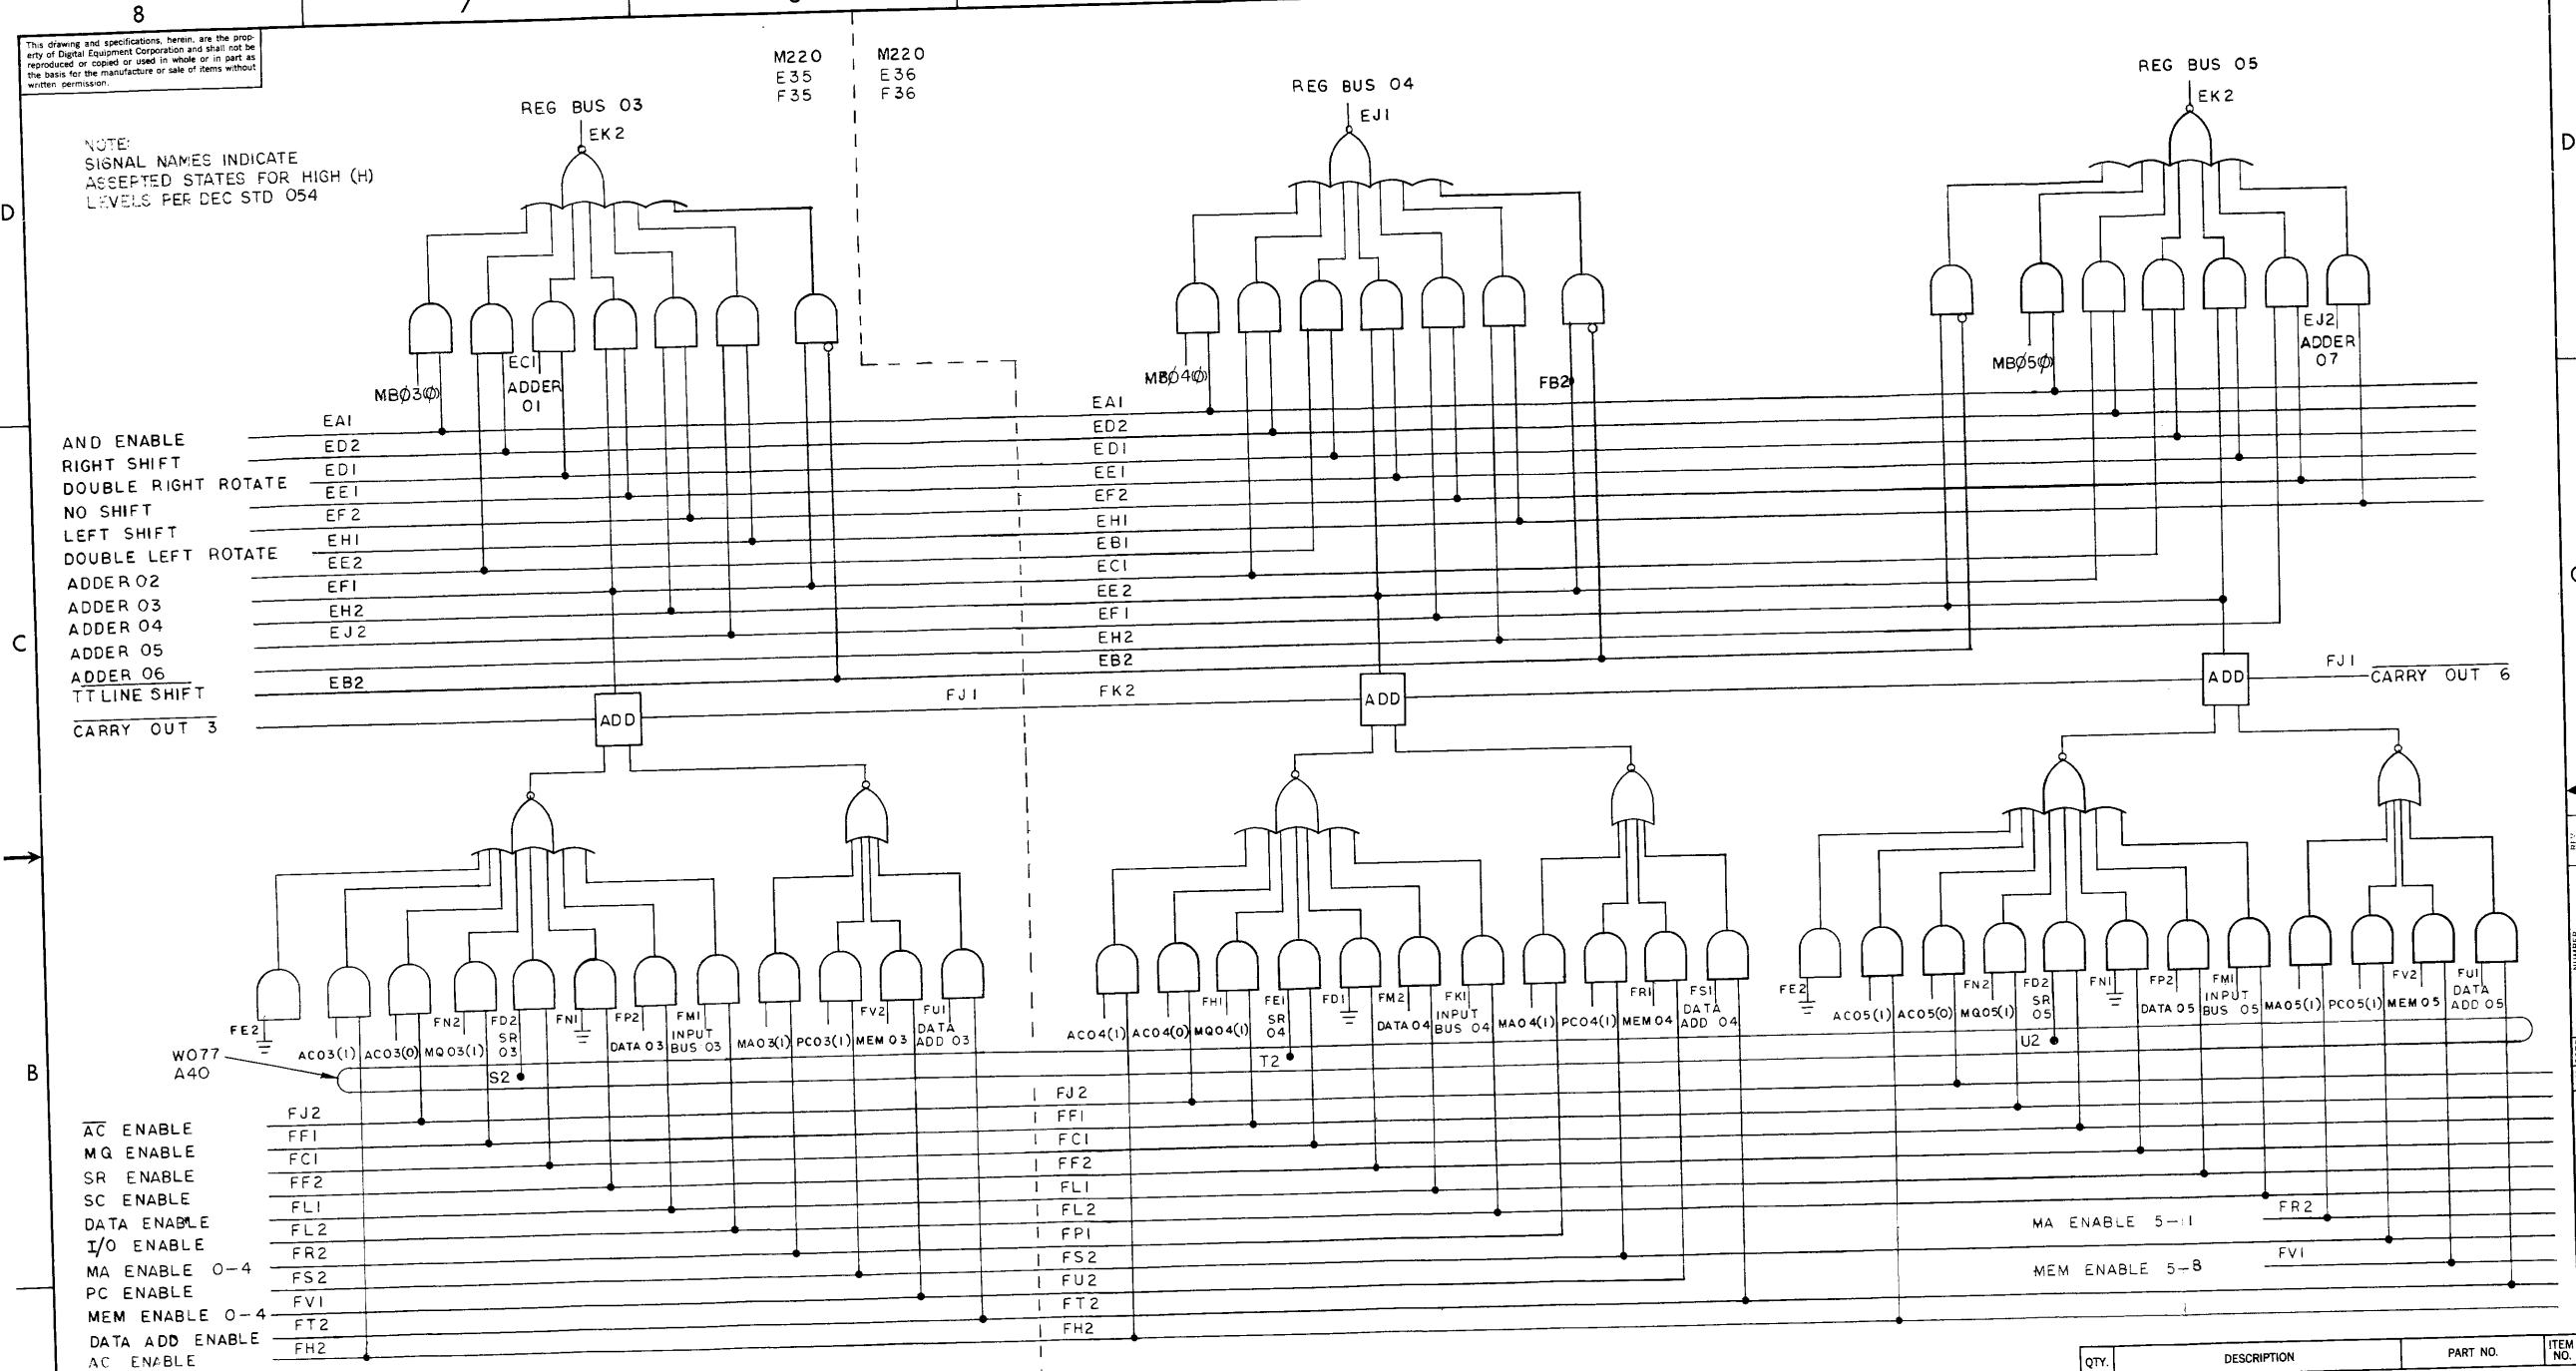 8
7
This drawing and specifications, herein, are the prop-
erty of Digital Equipment Corporation and shall not be
reproduced or copied or used in whole or in part as
the basis for the manufacture or sale of items without
written permission.
M220
E35
F35
M220
E36
F36
NOTE:
SIGNAL NAMES INDICATE
ASSERTED STATES FOR HIGH (H)
LEVELS PER DEC STD 054
REG BUS 03
EK2
REG BUS 04
EJ1
REG BUS 05
EK2
D
D
MBØ3(Ø)
EC1
ADDER
01
MBØ4(Ø)
FB2
MBØ5(Ø)
EJ2
ADDER
07
AND ENABLE
RIGHT SHIFT
DOUBLE RIGHT ROTATE
NO SHIFT
LEFT SHIFT
DOUBLE LEFT ROTATE
ADDER 02
ADDER 03
ADDER 04
ADDER 05
ADDER 06
TT LINE SHIFT
CARRY OUT 3
EA1
ED2
ED1
EE1
EF2
EH1
EE2
EF1
EH2
EJ2
EB2
EA1
ED2
ED1
EE1
EF2
EH1
EB1
EC1
EE2
EF1
EH2
EB2
C
ADD
FJ1
FK2
ADD
ADD
FJ1
CARRY OUT 6
FE2
AC03(1)
AC03(0)
FN2
MQ03(1)
FD2
SR
03
FN1
FP2
DATA 03
FM1
INPUT
BUS 03
MA03(1)
PC03(1)
FV2
MEM 03
FU1
DATA
ADD 03
AC04(1)
AC04(0)
FH1
MQ04(1)
FE1
SR
04
FD1
FM2
DATA 04
FK1
INPUT
BUS 04
MA04(1)
PC04(1)
FR1
MEM 04
FS1
DATA
ADD 04
FE2
AC05(1)
AC05(0)
FN2
MQ05(1)
FD2
SR
05
FN1
FP2
DATA 05
FM1
INPUT
BUS 05
MA05(1)
PC05(1)
FV2
MEM 05
FU1
DATA
ADD 05
W077
A40
B
S2
T2
U2
AC ENABLE
MQ ENABLE
SR ENABLE
SC ENABLE
DATA ENABLE
I/O ENABLE
MA ENABLE 0-4
PC ENABLE
MEM ENABLE 0-4
DATA ADD ENABLE
AC ENABLE
FJ2
FF1
FC1
FF2
FL1
FL2
FR2
FS2
FV1
FT2
FH2
FJ2
FF1
FC1
FF2
FL1
FL2
FP1
FS2
FU2
FT2
FH2
MA ENABLE 5-11
FR2
MEM ENABLE 5-8
FV1
QTY.
DESCRIPTION
PART NO.
ITEM
NO.